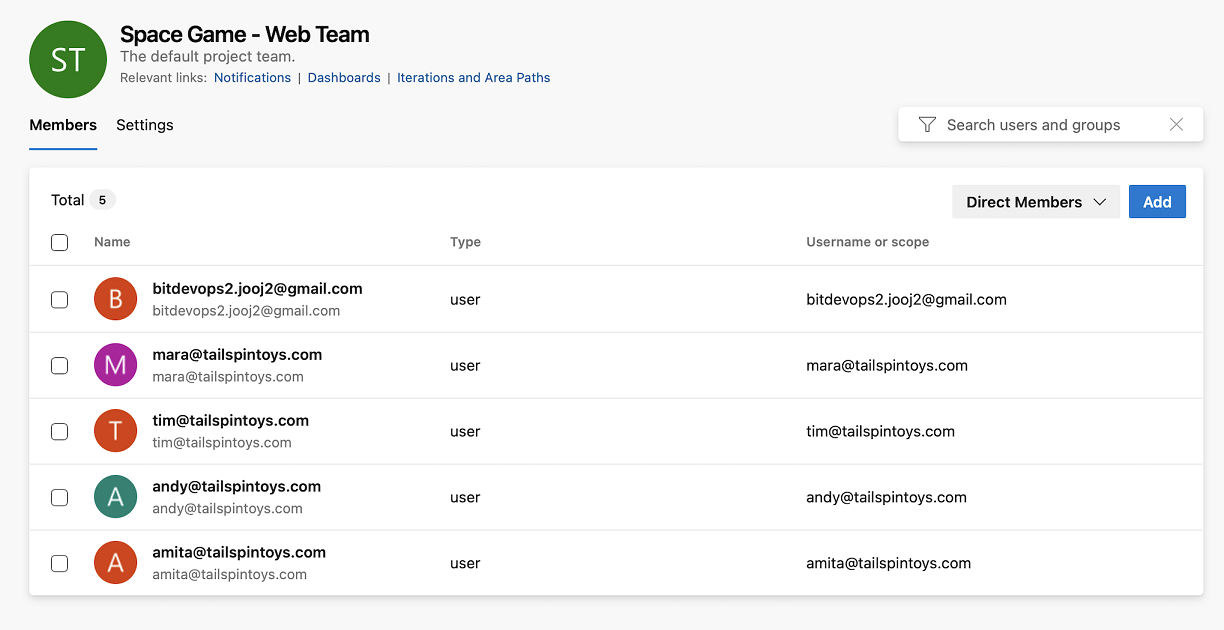 ST
Space Game - Web Team
The default project team.
Relevant links: Notifications | Dashboards | Iterations and Area Paths
Members Settings
Search users and groups
Total 5
Direct Members Add
Name Type Username or scope
B bitdevops2.jooj2@gmail.com user bitdevops2.jooj2@gmail.com
bitdevops2.jooj2@gmail.com
M mara@tailspintoys.com user mara@tailspintoys.com
mara@tailspintoys.com
T tim@tailspintoys.com user tim@tailspintoys.com
tim@tailspintoys.com
A andy@tailspintoys.com user andy@tailspintoys.com
andy@tailspintoys.com
A amita@tailspintoys.com user amita@tailspintoys.com
amita@tailspintoys.com